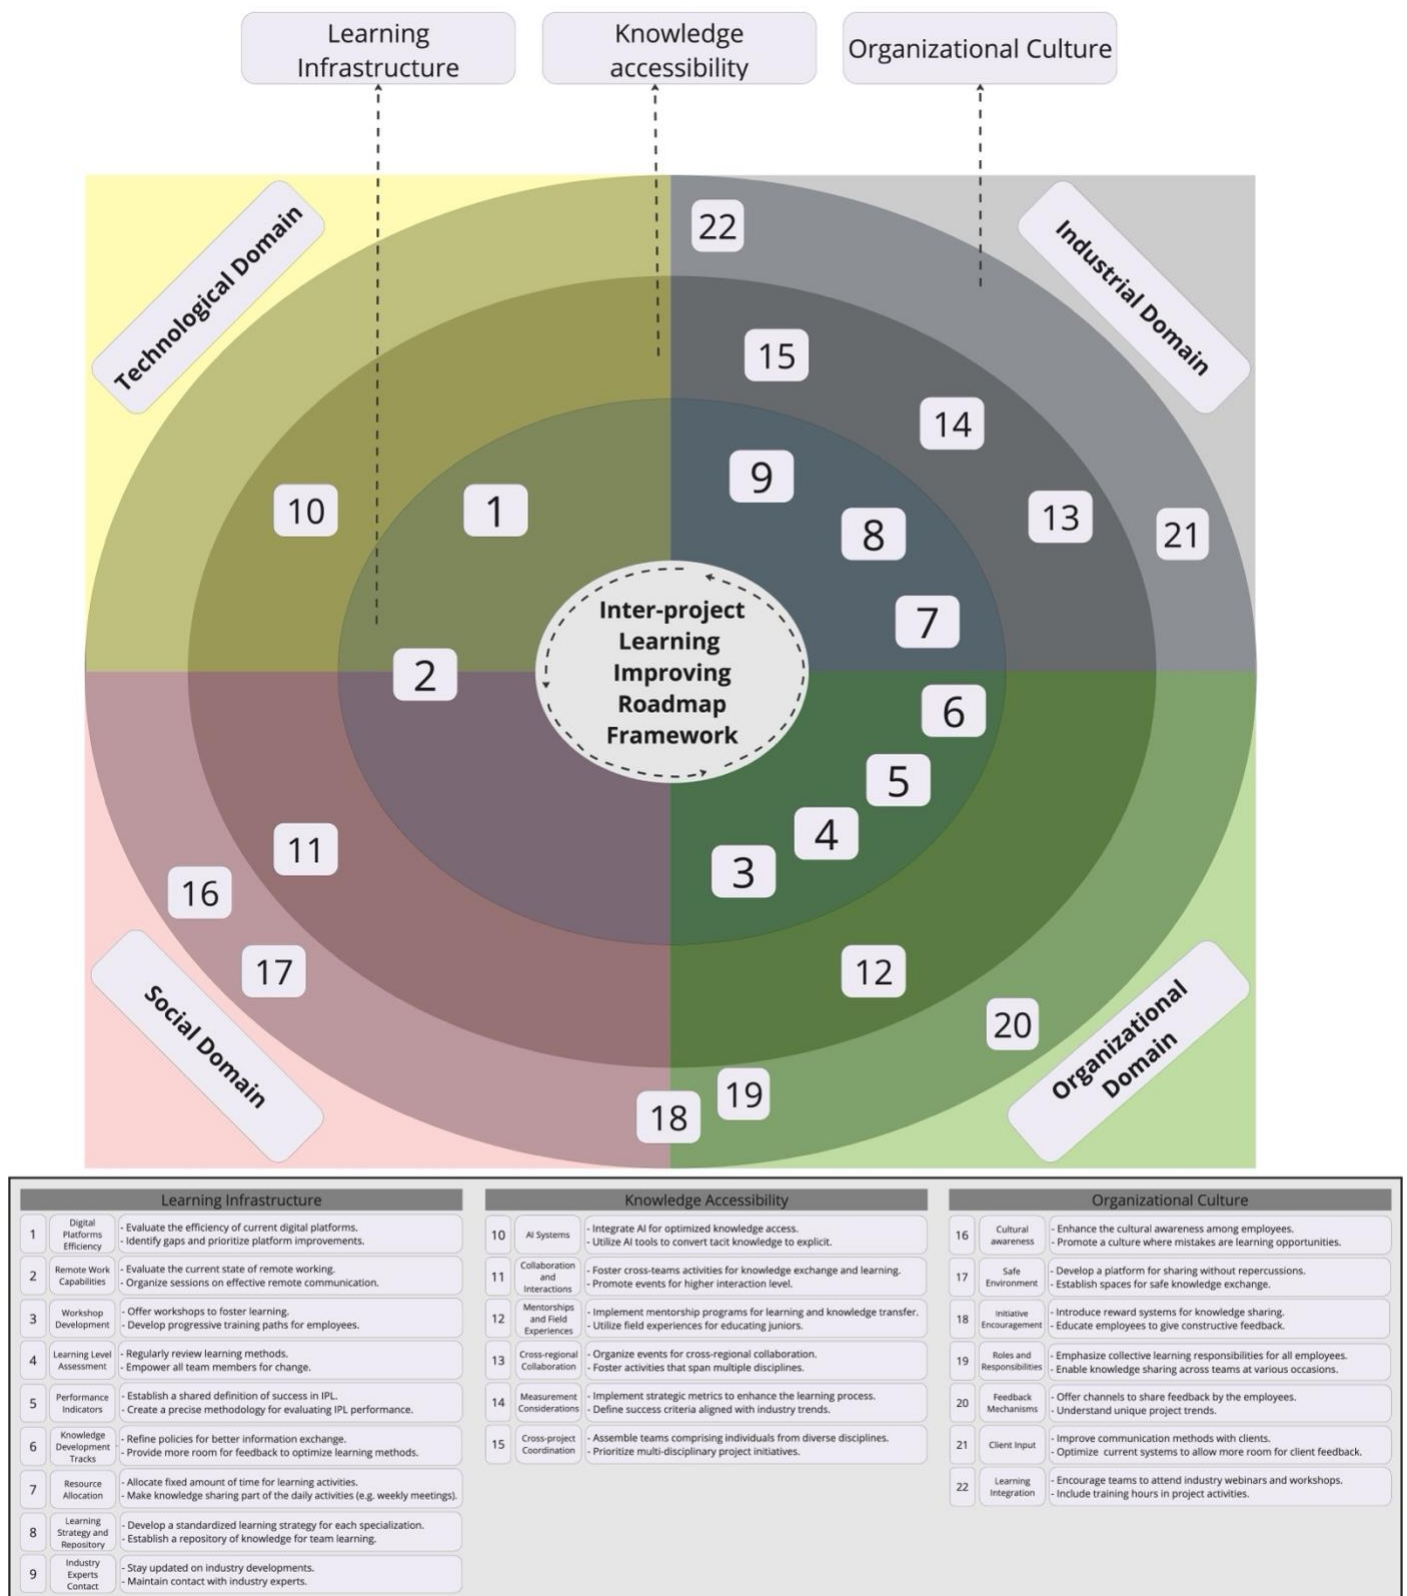 Learning
Infrastructure
Knowledge
accessibility
Organizational Culture
Technological Domain
Industrial Domain
22
15
14
9
10
1
13
8
21
7
Inter-project
Learning
Improving
Roadmap
Framework
2
6
5
4
11
3
16
17
12
20
19
18
Social Domain
Organizational
Domain
Learning Infrastructure
1
Digital
Platforms
Efficiency
- Evaluate the efficiency of current digital platforms.
- Identify gaps and prioritize platform improvements.
2
Remote Work
Capabilities
- Evaluate the current state of remote working.
- Organize sessions on effective remote communication.
3
Workshop
Development
- Offer workshops to foster learning.
- Develop progressive training paths for employees.
4
Learning Level
Assessment
- Regularly review learning methods.
- Empower all team members for change.
5
Performance
Indicators
- Establish a shared definition of success in IPL.
- Create a precise methodology for evaluating IPL performance.
6
Knowledge
Development
Tracks
- Refine policies for better information exchange.
- Provide more room for feedback to optimize learning methods.
7
Resource
Allocation
- Allocate fixed amount of time for learning activities.
- Make knowledge sharing part of the daily activities (e.g. weekly meetings).
8
Learning
Strategy and
Repository
- Develop a standardized learning strategy for each specialization.
- Establish a repository of knowledge for team learning.
9
Industry
Experts
Contact
- Stay updated on industry developments.
- Maintain contact with industry experts.
Knowledge Accessibility
10
AI Systems
- Integrate AI for optimized knowledge access.
- Utilize AI tools to convert tacit knowledge to explicit.
11
Collaboration
and
Interactions
- Foster cross-teams activities for knowledge exchange and learning.
- Promote events for higher interaction level.
12
Mentorships
and Field
Experiences
- Implement mentorship programs for learning and knowledge transfer.
- Utilize field experiences for educating juniors.
13
Cross-regional
Collaboration
- Organize events for cross-regional collaboration.
- Foster activities that span multiple disciplines.
14
Measurement
Considerations
- Implement strategic metrics to enhance the learning process.
- Define success criteria aligned with industry trends.
15
Cross-project
Coordination
- Assemble teams comprising individuals from diverse disciplines.
- Prioritize multi-disciplinary project initiatives.
Organizational Culture
16
Cultural
awareness
- Enhance the cultural awareness among employees.
- Promote a culture where mistakes are learning opportunities.
17
Safe
Environment
- Develop a platform for sharing without repercussions.
- Establish spaces for safe knowledge exchange.
18
Initiative
Encouragement
- Introduce reward systems for knowledge sharing.
- Educate employees to give constructive feedback.
19
Roles and
Responsibilities
- Emphasize collective learning responsibilities for all employees.
- Enable knowledge sharing across teams at various occasions.
20
Feedback
Mechanisms
- Offer channels to share feedback by the employees.
- Understand unique project trends.
21
Client Input
- Improve communication methods with clients.
- Optimize current systems to allow more room for client feedback.
22
Learning
Integration
- Encourage teams to attend industry webinars and workshops.
- Include training hours in project activities.